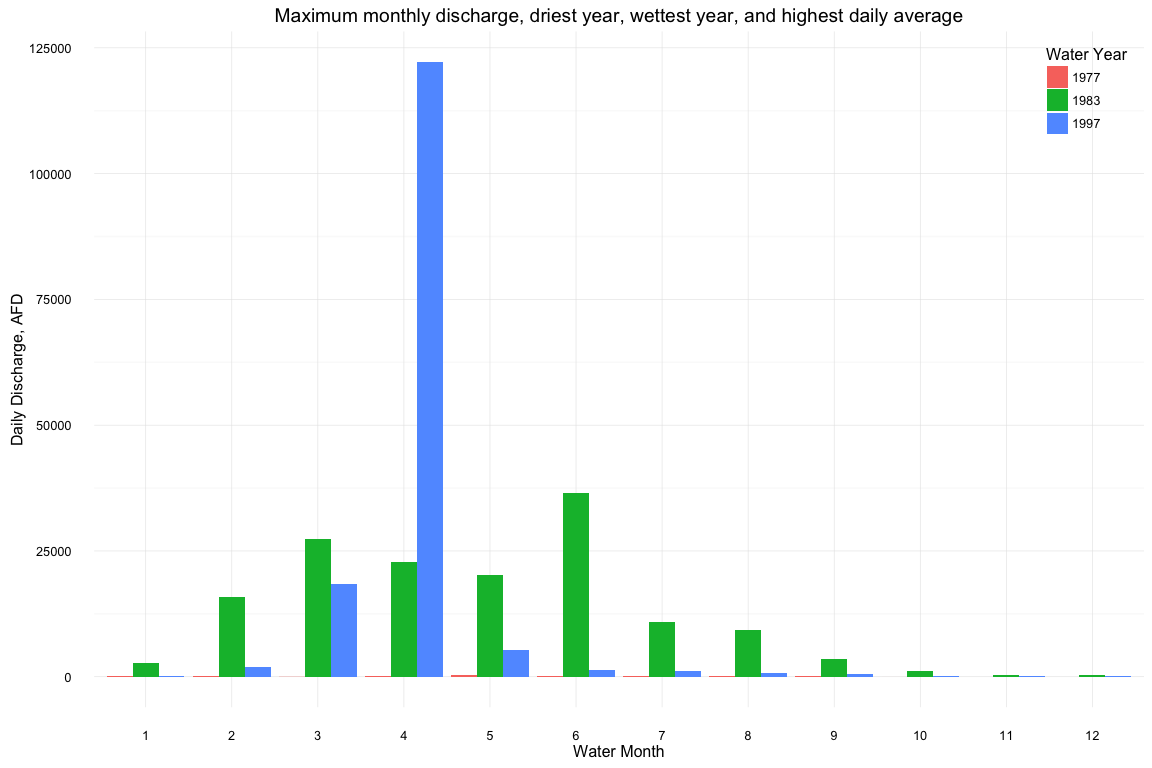 Maximum monthly discharge, driest year, wettest year, and highest daily average
Water Year
1977
1983
1997
Daily Discharge, AFD
125000
100000
75000
50000
25000
0
1 2 3 4 5 6 7 8 9 10 11 12
Water Month